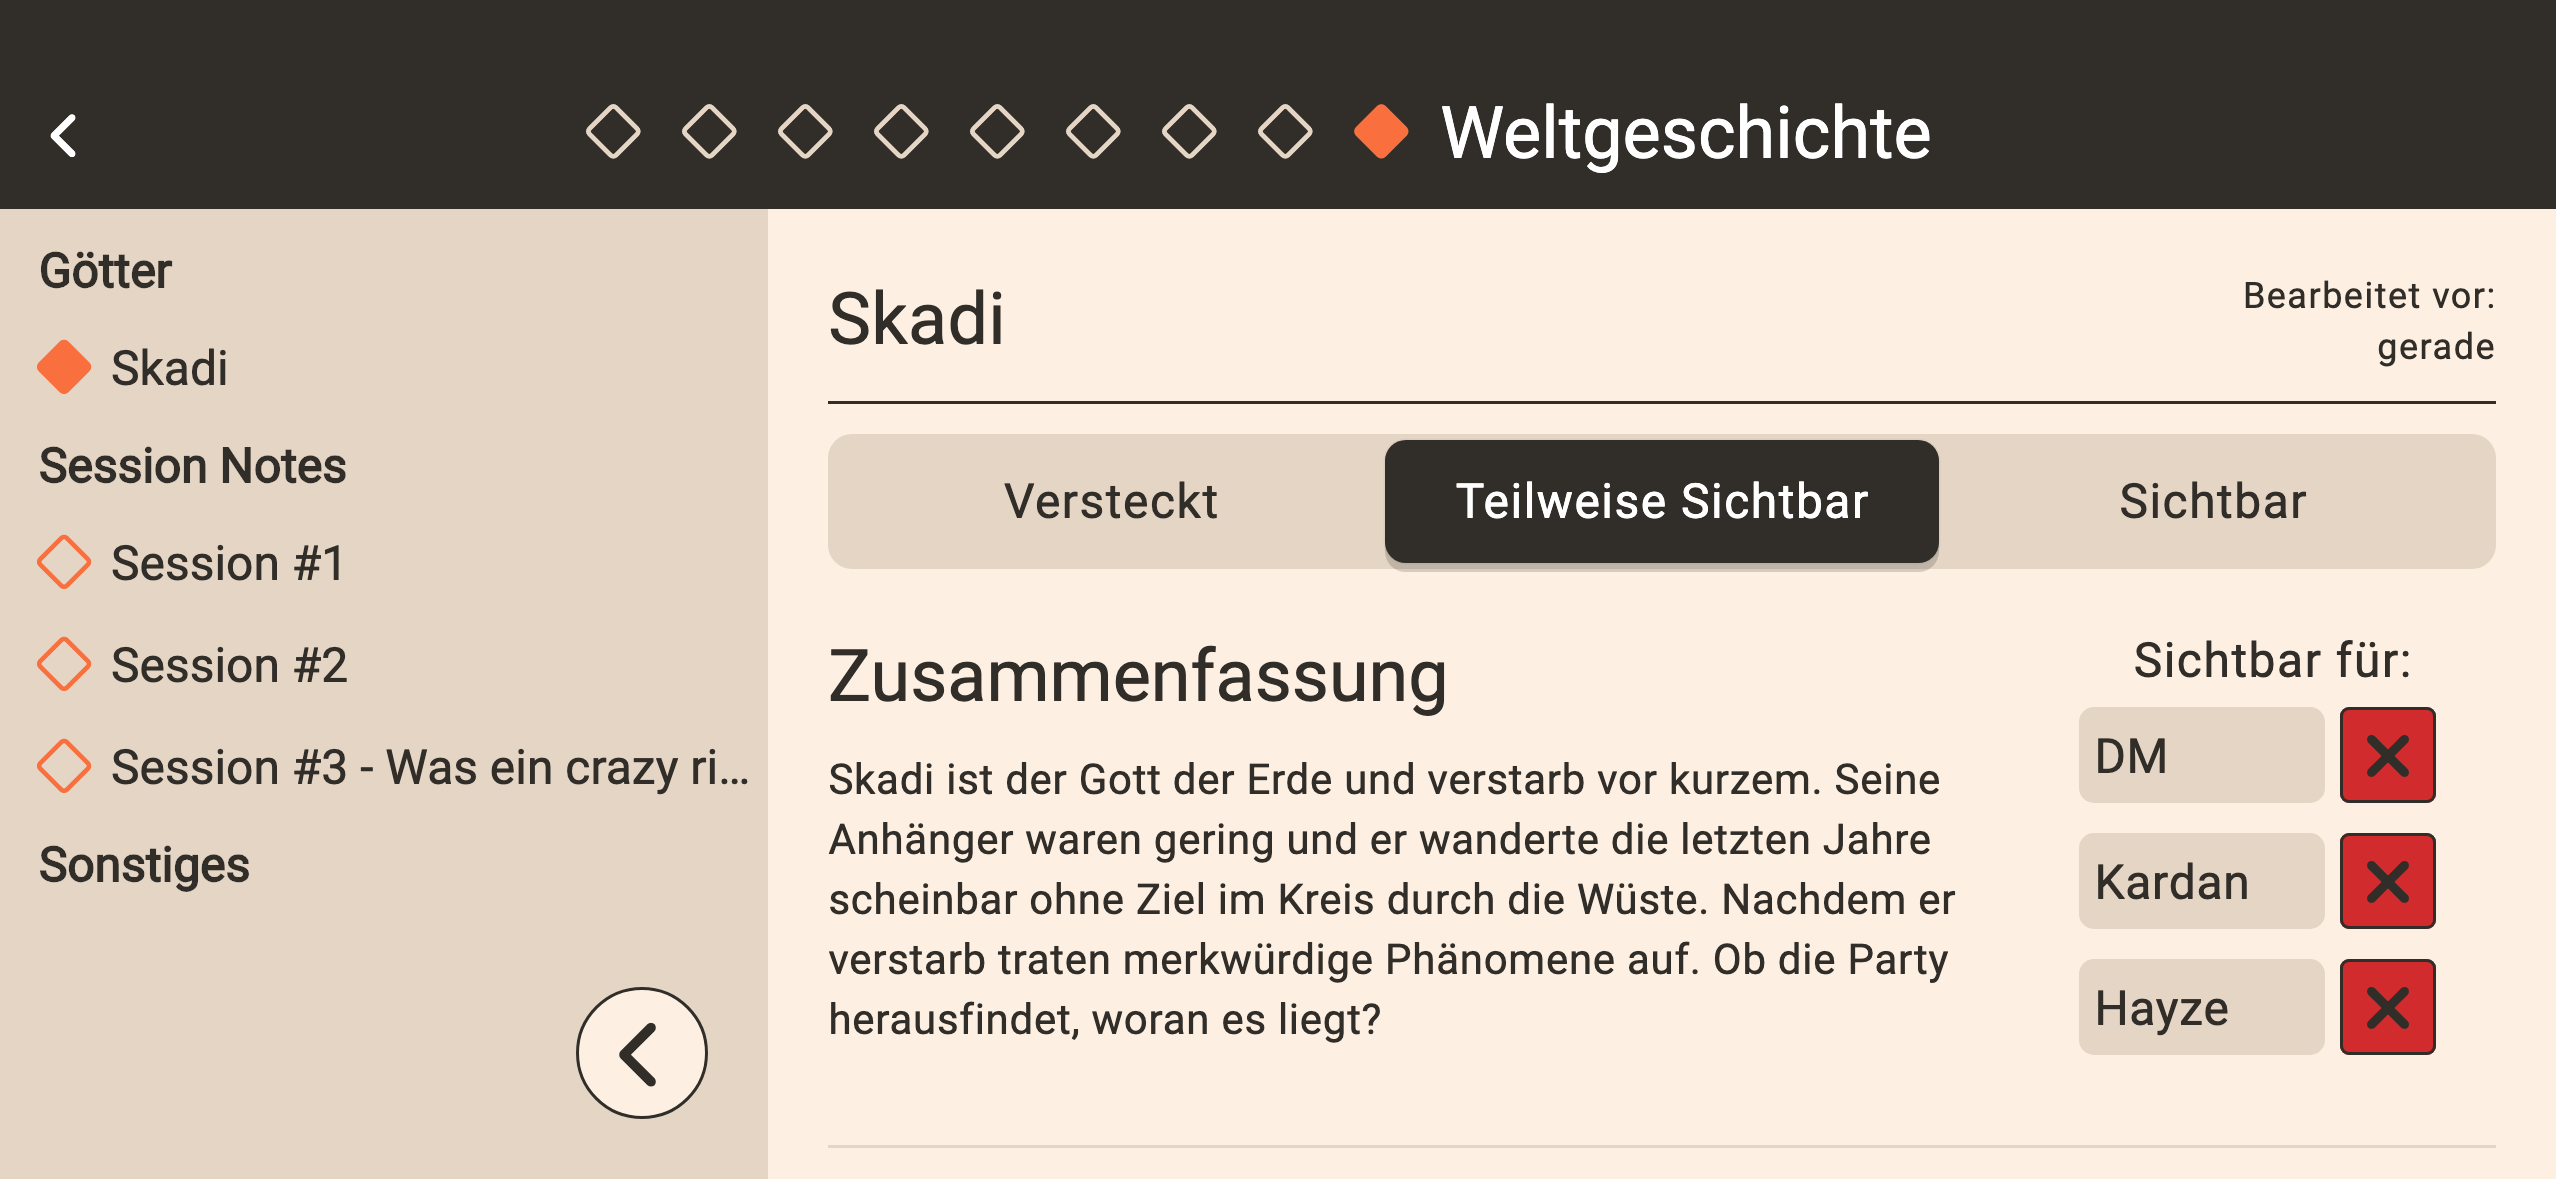 Weltgeschichte
Götter
Skadi
Session Notes
Session #1
Session #2
Session #3 - Was ein crazy ri...
Sonstiges
Skadi
Bearbeitet vor:
gerade
Versteckt
Teilweise Sichtbar
Sichtbar
Zusammenfassung
Skadi ist der Gott der Erde und verstarb vor kurzem. Seine
Anhänger waren gering und er wanderte die letzten Jahre
scheinbar ohne Ziel im Kreis durch die Wüste. Nachdem er
verstarb traten merkwürdige Phänomene auf. Ob die Party
herausfindet, woran es liegt?
Sichtbar für:
DM
Kardan
Hayze